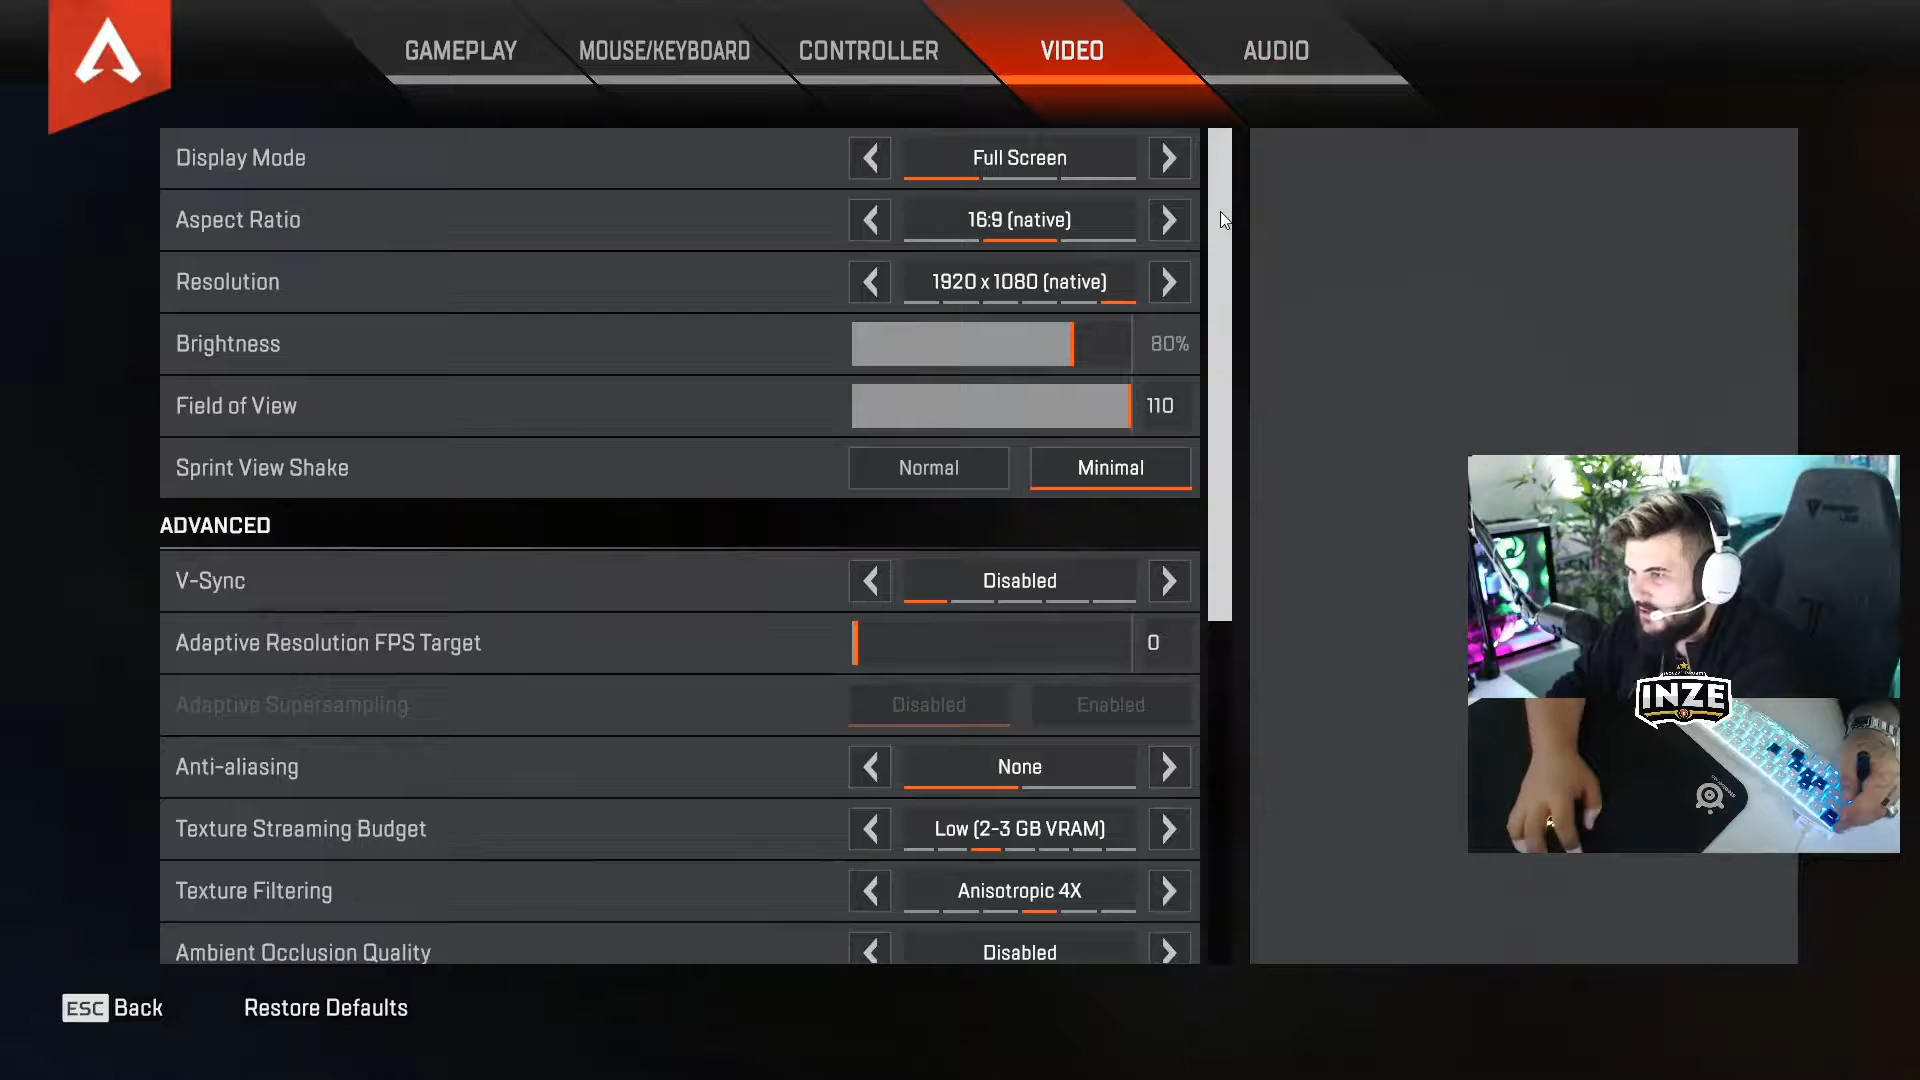 GAMEPLAY
MOUSE/KEYBOARD
CONTROLLER
VIDEO
AUDIO
Display Mode
Full Screen
Aspect Ratio
16:9 (native)
Resolution
1920 x 1080 (native)
Brightness
80%
Field of View
110
Sprint View Shake
Normal
Minimal
ADVANCED
V-Sync
Disabled
Adaptive Resolution FPS Target
0
Adaptive Supersampling
Disabled
Enabled
Anti-aliasing
None
Texture Streaming Budget
Low (2-3 GB VRAM)
Texture Filtering
Anisotropic 4X
Ambient Occlusion Quality
Disabled
INZE
ESC Back
Restore Defaults